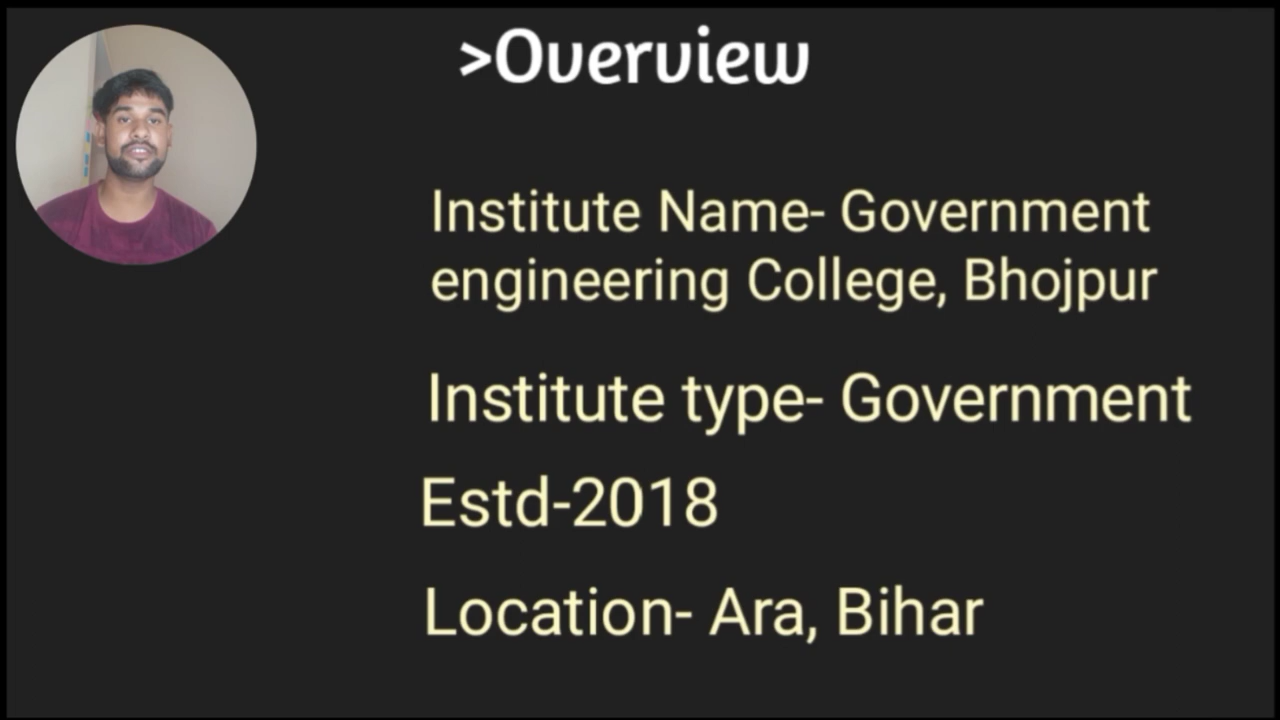 >Overview
Institute Name- Government
engineering College, Bhojpur
Institute type- Government
Estd-2018
Location- Ara, Bihar